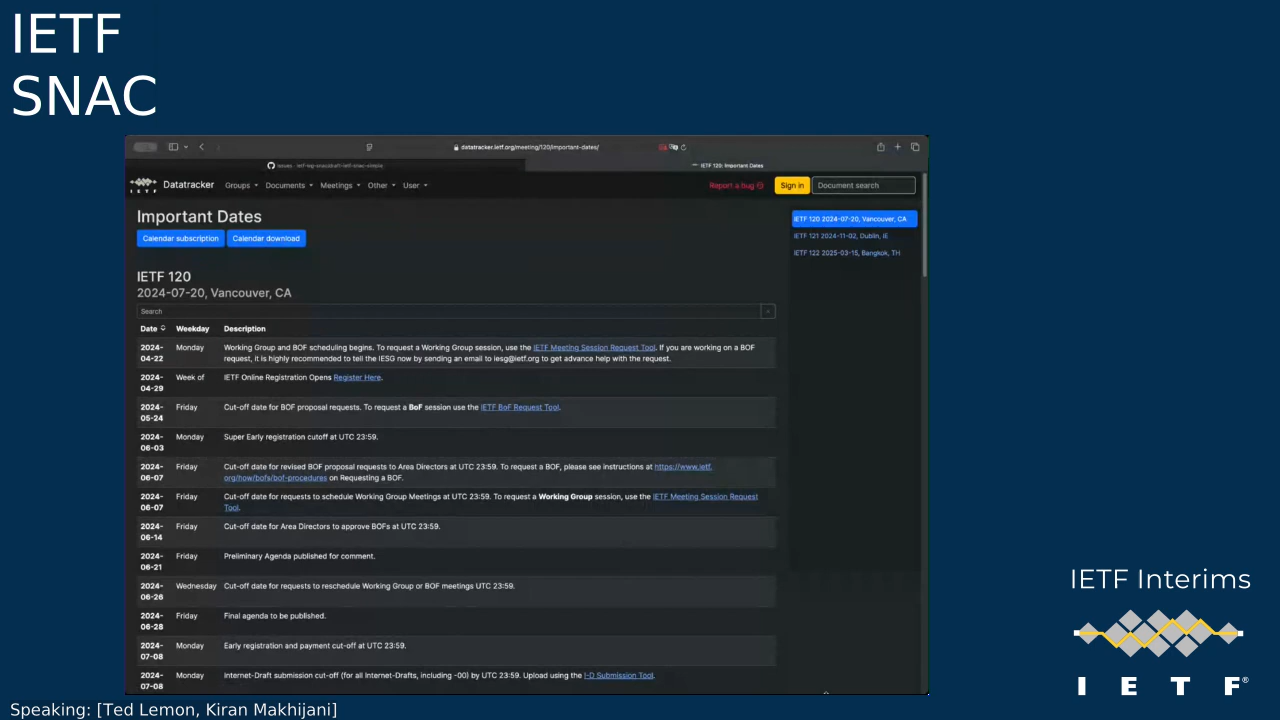 IETF
SNAC
datatracker.ietf.org/meeting/120/important-dates/
Issues · ietf-wg-snac/draft-ietf-snac-simple
IETF 120: Important Dates
IETF
Datatracker
Groups
Documents
Meetings
Other
User
Report a bug
Sign in
Document search
Important Dates
Calendar subscription
Calendar download
IETF 120 2024-07-20, Vancouver, CA
IETF 121 2024-11-02, Dublin, IE
IETF 122 2025-03-15, Bangkok, TH
IETF 120
2024-07-20, Vancouver, CA
Search
Date Weekday Description
2024-04-22 Monday Working Group and BOF scheduling begins. To request a Working Group session, use the IETF Meeting Session Request Tool. If you are working on a BOF
request, it is highly recommended to tell the IESG now by sending an email to iesg@ietf.org to get advance help with the request.
2024-04-29 Week of IETF Online Registration Opens Register Here.
2024-05-24 Friday Cut-off date for BOF proposal requests. To request a BoF session use the IETF BoF Request Tool.
2024-06-03 Monday Super Early registration cutoff at UTC 23:59.
2024-06-07 Friday Cut-off date for revised BOF proposal requests to Area Directors at UTC 23:59. To request a BOF, please see instructions at https://www.ietf.
org/how/bofs/bof-procedures on Requesting a BOF.
2024-06-07 Friday Cut-off date for requests to schedule Working Group Meetings at UTC 23:59. To request a Working Group session, use the IETF Meeting Session Request
Tool.
2024-06-14 Friday Cut-off date for Area Directors to approve BOFs at UTC 23:59.
2024-06-21 Friday Preliminary Agenda published for comment.
2024-06-26 Wednesday Cut-off date for requests to reschedule Working Group or BOF meetings UTC 23:59.
2024-06-28 Friday Final agenda to be published.
2024-07-08 Monday Early registration and payment cut-off at UTC 23:59.
2024-07-08 Monday Internet-Draft submission cut-off (for all Internet-Drafts, including -00) by UTC 23:59. Upload using the I-D Submission Tool.
IETF Interims
I E T F®
Speaking: [Ted Lemon, Kiran Makhijani]